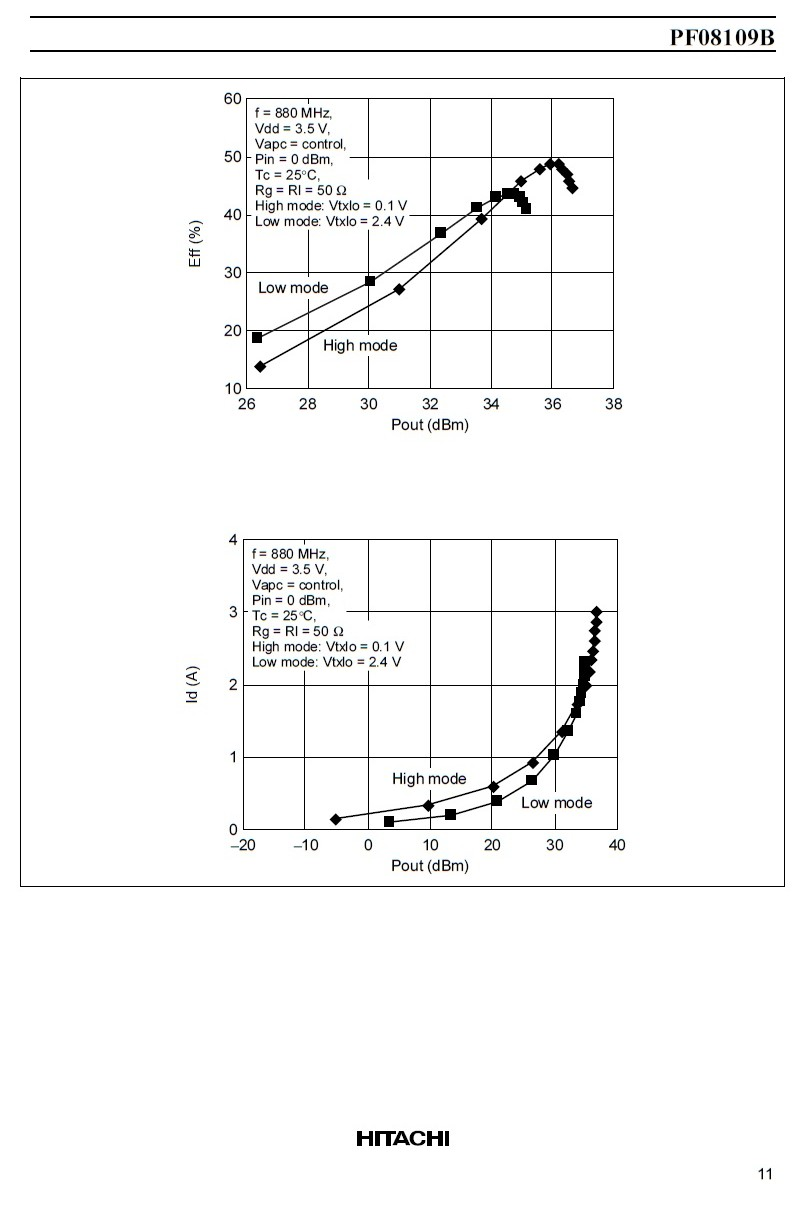 PF08109B
60
50
40
30
20
10
Eff (%)
f = 880 MHz,
Vdd = 3.5 V,
Vapc = control,
Pin = 0 dBm,
Tc = 25°C,
Rg = Rl = 50 Ω
High mode: Vtxlo = 0.1 V
Low mode: Vtxlo = 2.4 V
Low mode
High mode
26 28 30 32 34 36 38
Pout (dBm)
4
3
2
1
0
Id (A)
f = 880 MHz,
Vdd = 3.5 V,
Vapc = control,
Pin = 0 dBm,
Tc = 25°C,
Rg = Rl = 50 Ω
High mode: Vtxlo = 0.1 V
Low mode: Vtxlo = 2.4 V
High mode
Low mode
–20 –10 0 10 20 30 40
Pout (dBm)
HITACHI
11